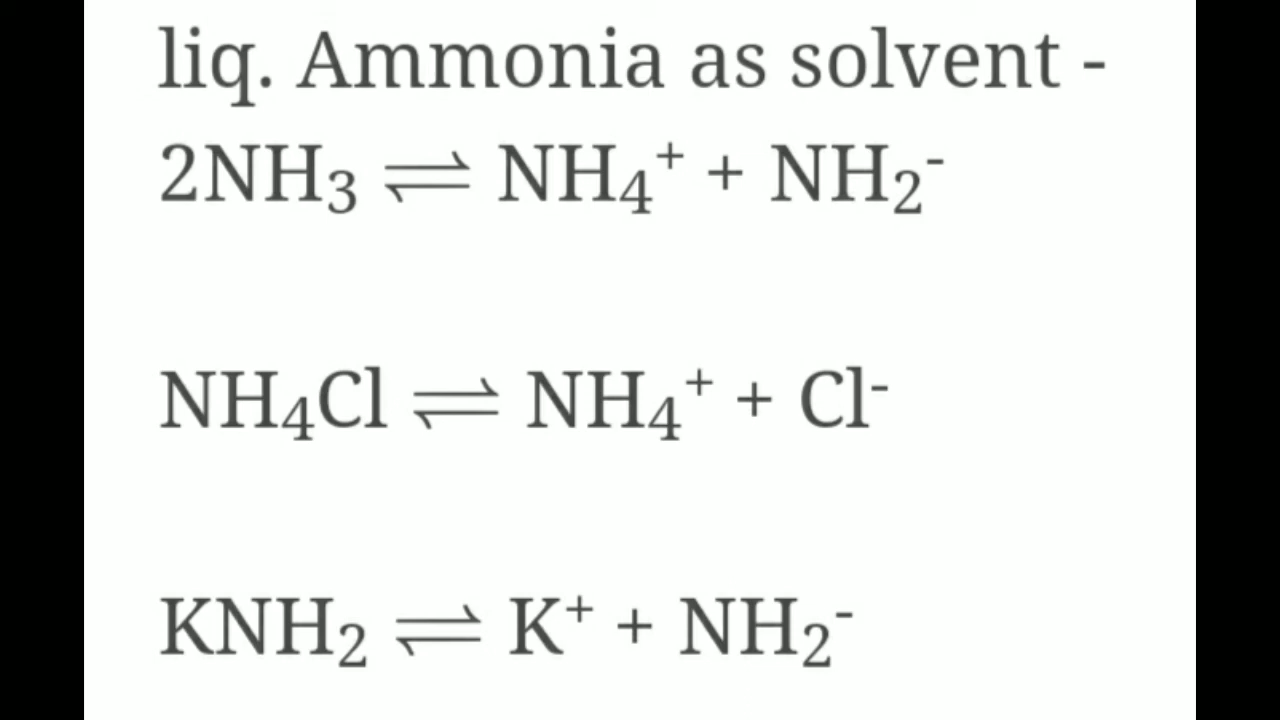 liq. Ammonia as solvent -
2NH₃ ⇌ NH₄⁺ + NH₂⁻
NH₄Cl ⇌ NH₄⁺ + Cl⁻
KNH₂ ⇌ K⁺ + NH₂⁻